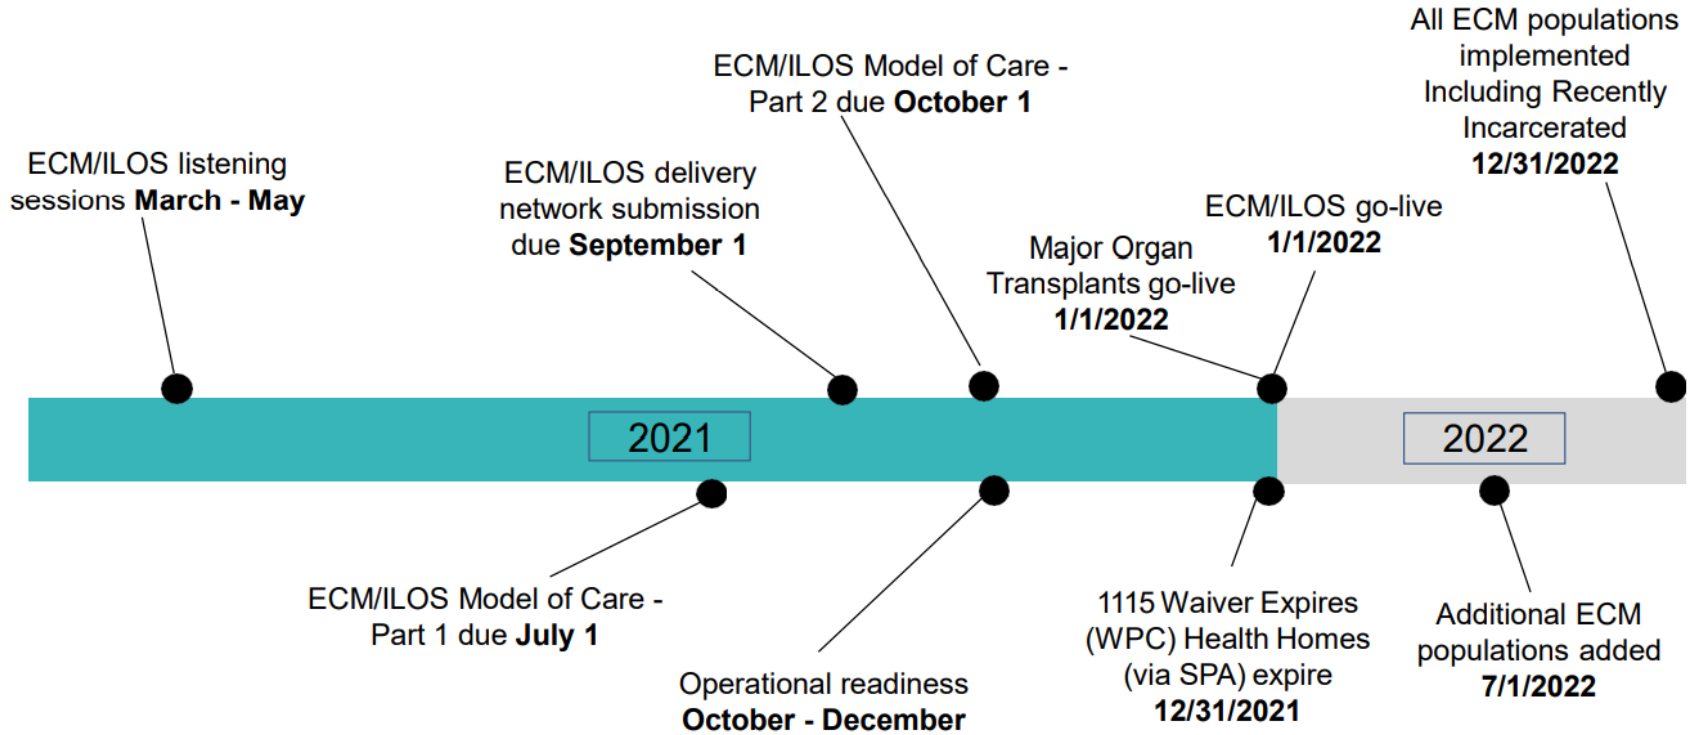 All ECM populations
implemented
Including Recently
Incarcerated
12/31/2022
ECM/ILOS Model of Care -
Part 2 due October 1
ECM/ILOS listening
sessions March - May
ECM/ILOS delivery
network submission
due September 1
ECM/ILOS go-live
1/1/2022
Major Organ
Transplants go-live
1/1/2022
2021
2022
ECM/ILOS Model of Care -
Part 1 due July 1
Operational readiness
October - December
1115 Waiver Expires
(WPC) Health Homes
(via SPA) expire
12/31/2021
Additional ECM
populations added
7/1/2022